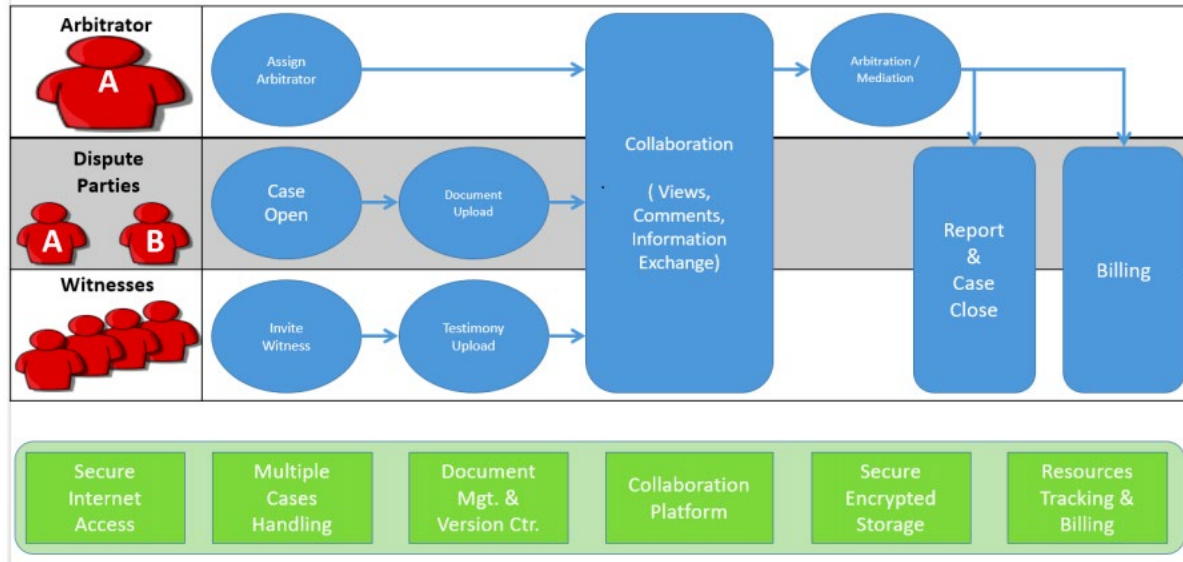 Arbitrator
A
Assign
Arbitrator
Collaboration
( Views,
Comments,
Information
Exchange)
Arbitration /
Mediation
Dispute
Parties
A
B
Case
Open
Document
Upload
Report
&
Case
Close
Billing
Witnesses
Invite
Witness
Testimony
Upload
Secure
Internet
Access
Multiple
Cases
Handling
Document
Mgt. &
Version Ctr.
Collaboration
Platform
Secure
Encrypted
Storage
Resources
Tracking &
Billing